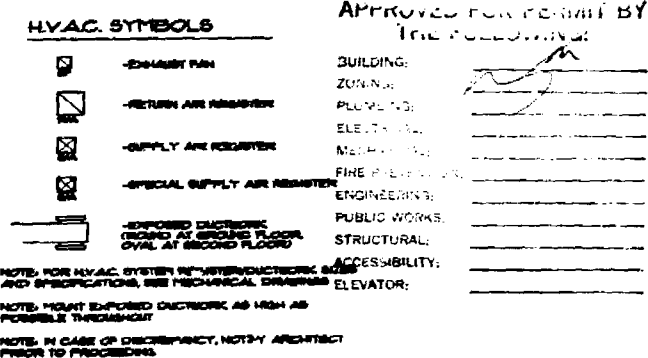 H.V.A.C. SYMBOLS
-EXHAUST FAN
-RETURN AIR REGISTER
-SUPPLY AIR REGISTER
-SPECIAL SUPPLY AIR REGISTER
-EXPOSED DUCTWORK
(ROUND AT GROUND FLOOR,
OVAL AT SECOND FLOOR)
NOTE: FOR H.V.A.C. SYSTEM REGISTER/DUCTWORK SIZES
AND SPECIFICATIONS, SEE MECHANICAL DRAWINGS
NOTE: MOUNT EXPOSED DUCTWORK AS HIGH AS
POSSIBLE THROUGHOUT
NOTE: IN CASE OF DISCREPANCY, NOTIFY ARCHITECT
PRIOR TO PROCEEDING
APPROVED FOR PERMIT BY
THE FOLLOWING:
BUILDING:
ZONING:
PLUMBING:
ELECTRICAL:
MECHANICAL:
FIRE PREVENTION:
ENGINEERING:
PUBLIC WORKS:
STRUCTURAL:
ACCESSIBILITY:
ELEVATOR: